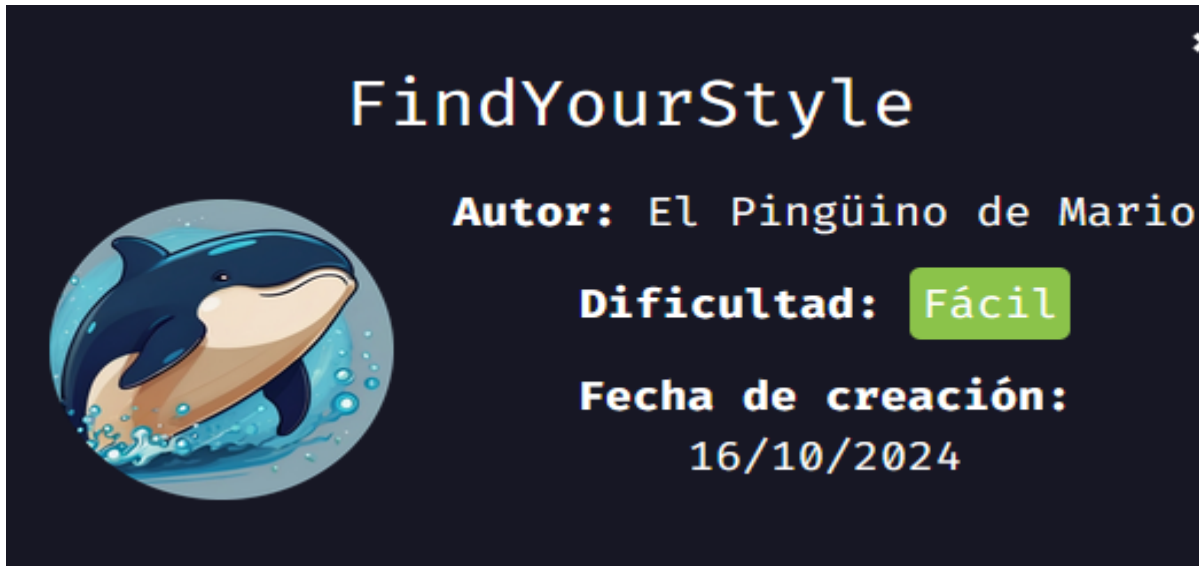 FindYourStyle
Autor: El Pingüino de Mario
Dificultad: Fácil
Fecha de creación:
16/10/2024